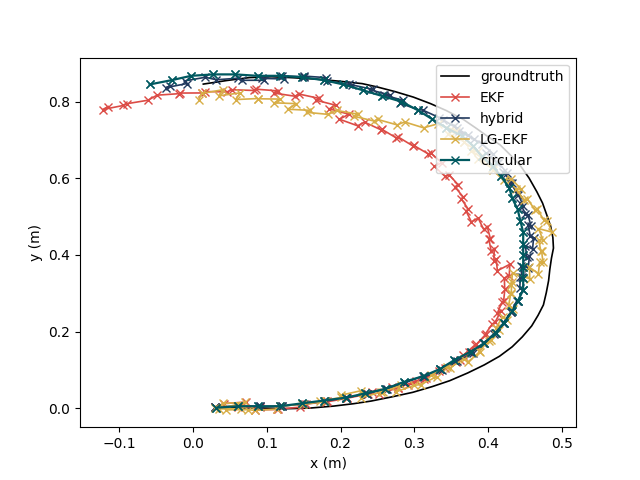 groundtruth
EKF
hybrid
LG-EKF
circular
y (m)
0.8
0.6
0.4
0.2
0.0
−0.1
0.0
0.1
0.2
0.3
0.4
0.5
x (m)